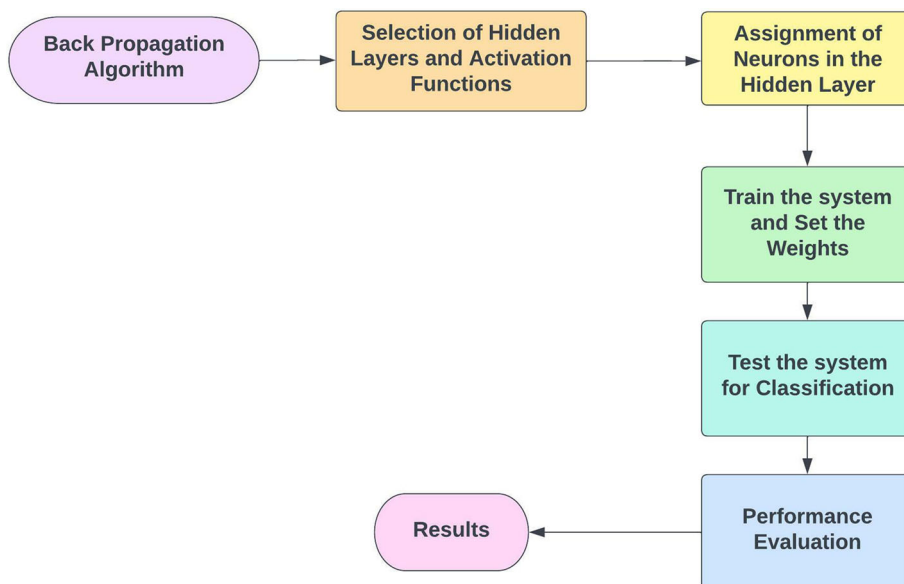 Back Propagation
Algorithm
Selection of Hidden
Layers and Activation
Functions
Assignment of
Neurons in the
Hidden Layer
Train the system
and Set the
Weights
Test the system
for Classification
Performance
Evaluation
Results